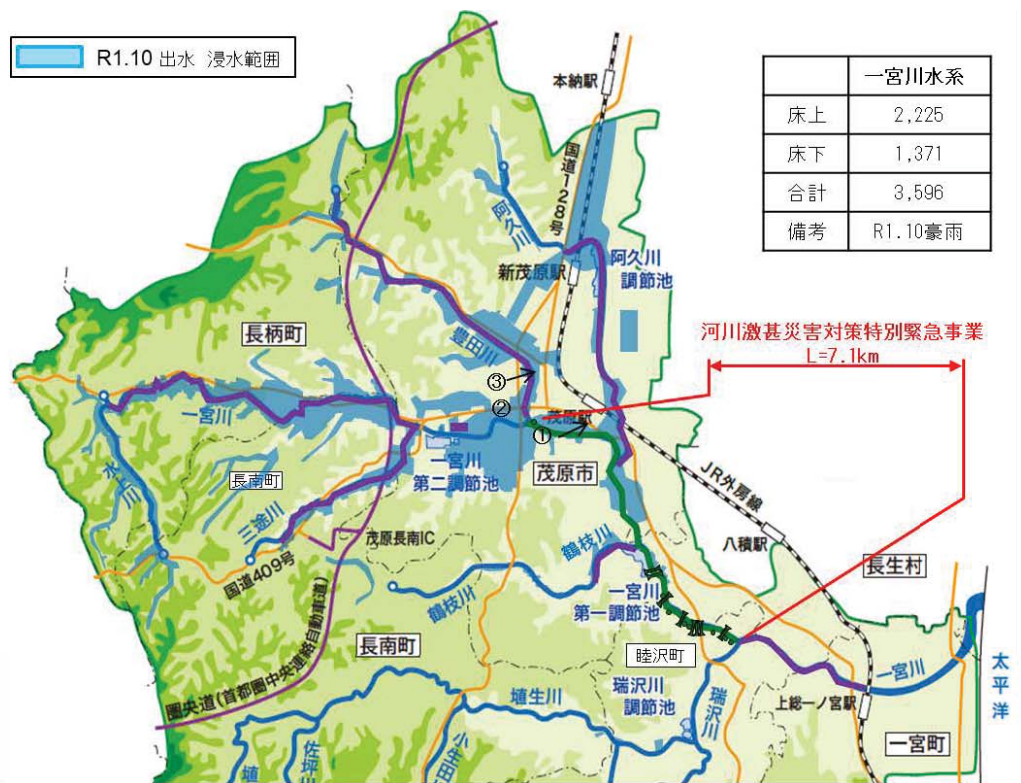 R1.10 出水 浸水範囲
一宮川水系
床上 2,225
床下 1,371
合計 3,596
備考 R1.10豪雨
本納駅
国道128号
阿久川
新茂原駅
阿久川
調節池
河川激甚災害対策特別緊急事業
L=7.1km
長柄町
豊田川
③
②
①
茂原駅
一宮川
一宮川
第二調節池
茂原市
長南町
水上川
三途川
JR外房線
茂原長南IC
鶴枝川
八積駅
国道409号
長生村
鶴枝川
一宮川
第一調節池
長南町
睦沢町
圏央道(首都圏中央連絡自動車道)
埴生川
瑞沢川
調節池
瑞沢川
一宮川
太平洋
上総一ノ宮駅
一宮町
小生田
埴